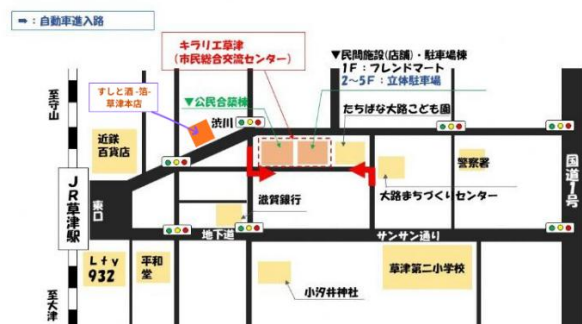 ➡：自動車進入路
キラリエ草津
(市民総合交流センター)
▼民間施設(店舗)・駐車場棟
1F：フレンドマート
2～5F：立体駐車場
すしと酒-箔-
草津本店
▼公民合築棟
たちばな大路こども園
至守山
渋川
近鉄
百貨店
警察署
国道1号
JR草津駅
東口
滋賀銀行
大路まちづくりセンター
地下道
サンサン通り
Lty
932
平和
堂
草津第二小学校
小汐井神社
至大津